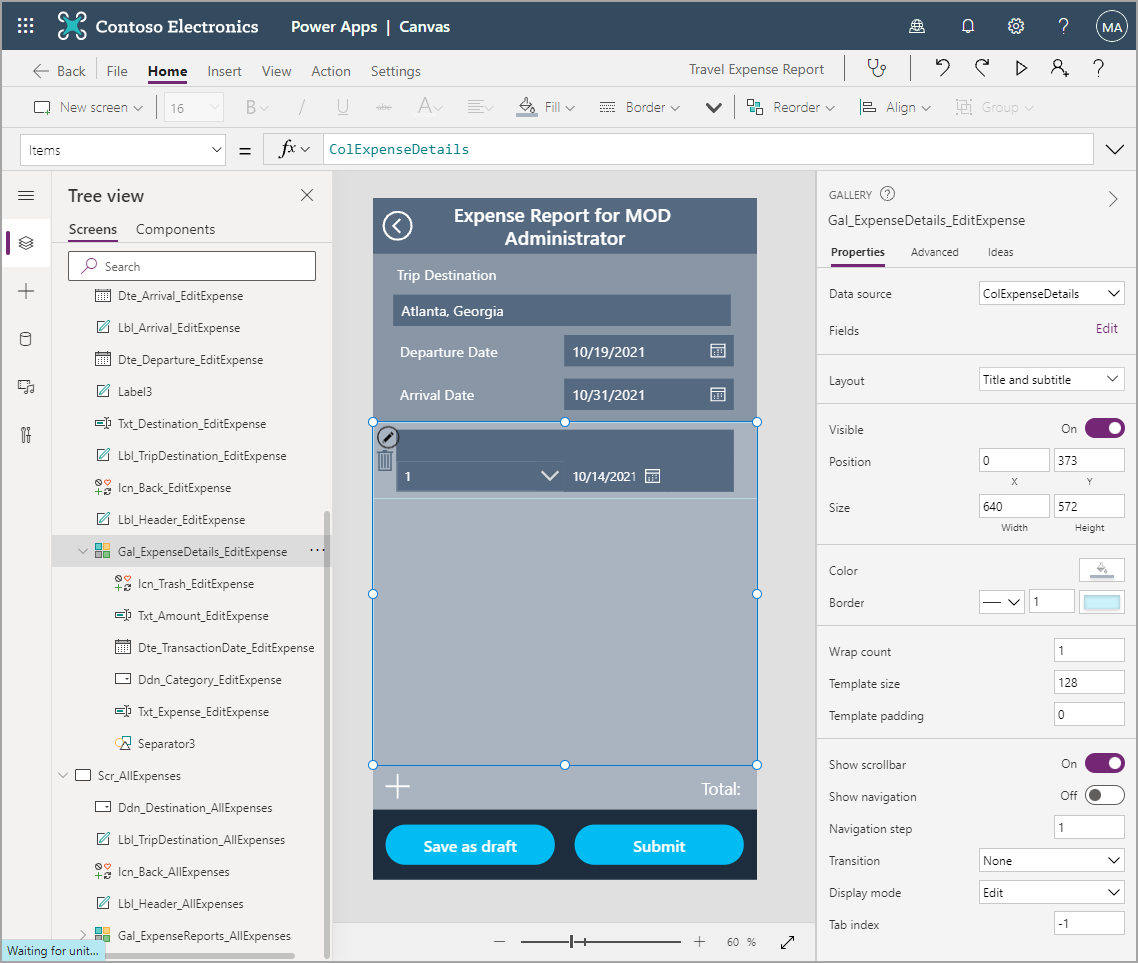 Contoso Electronics Power Apps | Canvas MA
Back File Home Insert View Action Settings Travel Expense Report
New screen 16 B / U abc A Fill Border Reorder Align Group
Items = fx ColExpenseDetails
Tree view
Screens Components
Search
Dte_Arrival_EditExpense
Lbl_Arrival_EditExpense
Dte_Departure_EditExpense
Label3
Txt_Destination_EditExpense
Lbl_TripDestination_EditExpense
Icn_Back_EditExpense
Lbl_Header_EditExpense
Gal_ExpenseDetails_EditExpense ...
Icn_Trash_EditExpense
Txt_Amount_EditExpense
Dte_TransactionDate_EditExpense
Ddn_Category_EditExpense
Txt_Expense_EditExpense
Separator3
Scr_AllExpenses
Ddn_Destination_AllExpenses
Lbl_TripDestination_AllExpenses
Icn_Back_AllExpenses
Lbl_Header_AllExpenses
Gal_ExpenseReports_AllExpenses
Waiting for unit...
Expense Report for MOD
Administrator
Trip Destination
Atlanta, Georgia
Departure Date 10/19/2021
Arrival Date 10/31/2021
1 10/14/2021
Total:
Save as draft Submit
60 %
GALLERY ?
Gal_ExpenseDetails_EditExpense
Properties Advanced Ideas
Data source ColExpenseDetails
Fields Edit
Layout Title and subtitle
Visible On
Position 0 373
X Y
Size 640 572
Width Height
Color
Border 1
Wrap count 1
Template size 128
Template padding 0
Show scrollbar On
Show navigation Off
Navigation step 1
Transition None
Display mode Edit
Tab index -1